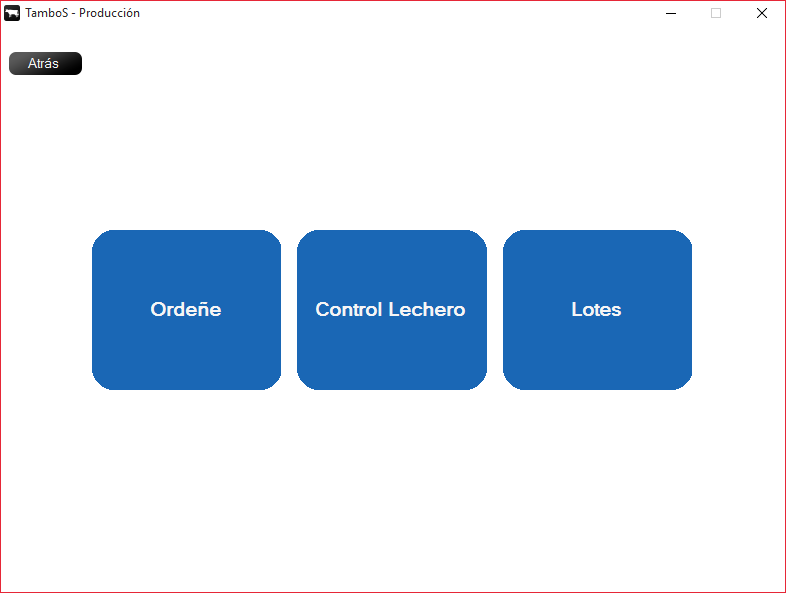 TamboS - Producción
Atrás
Ordeñe
Control Lechero
Lotes